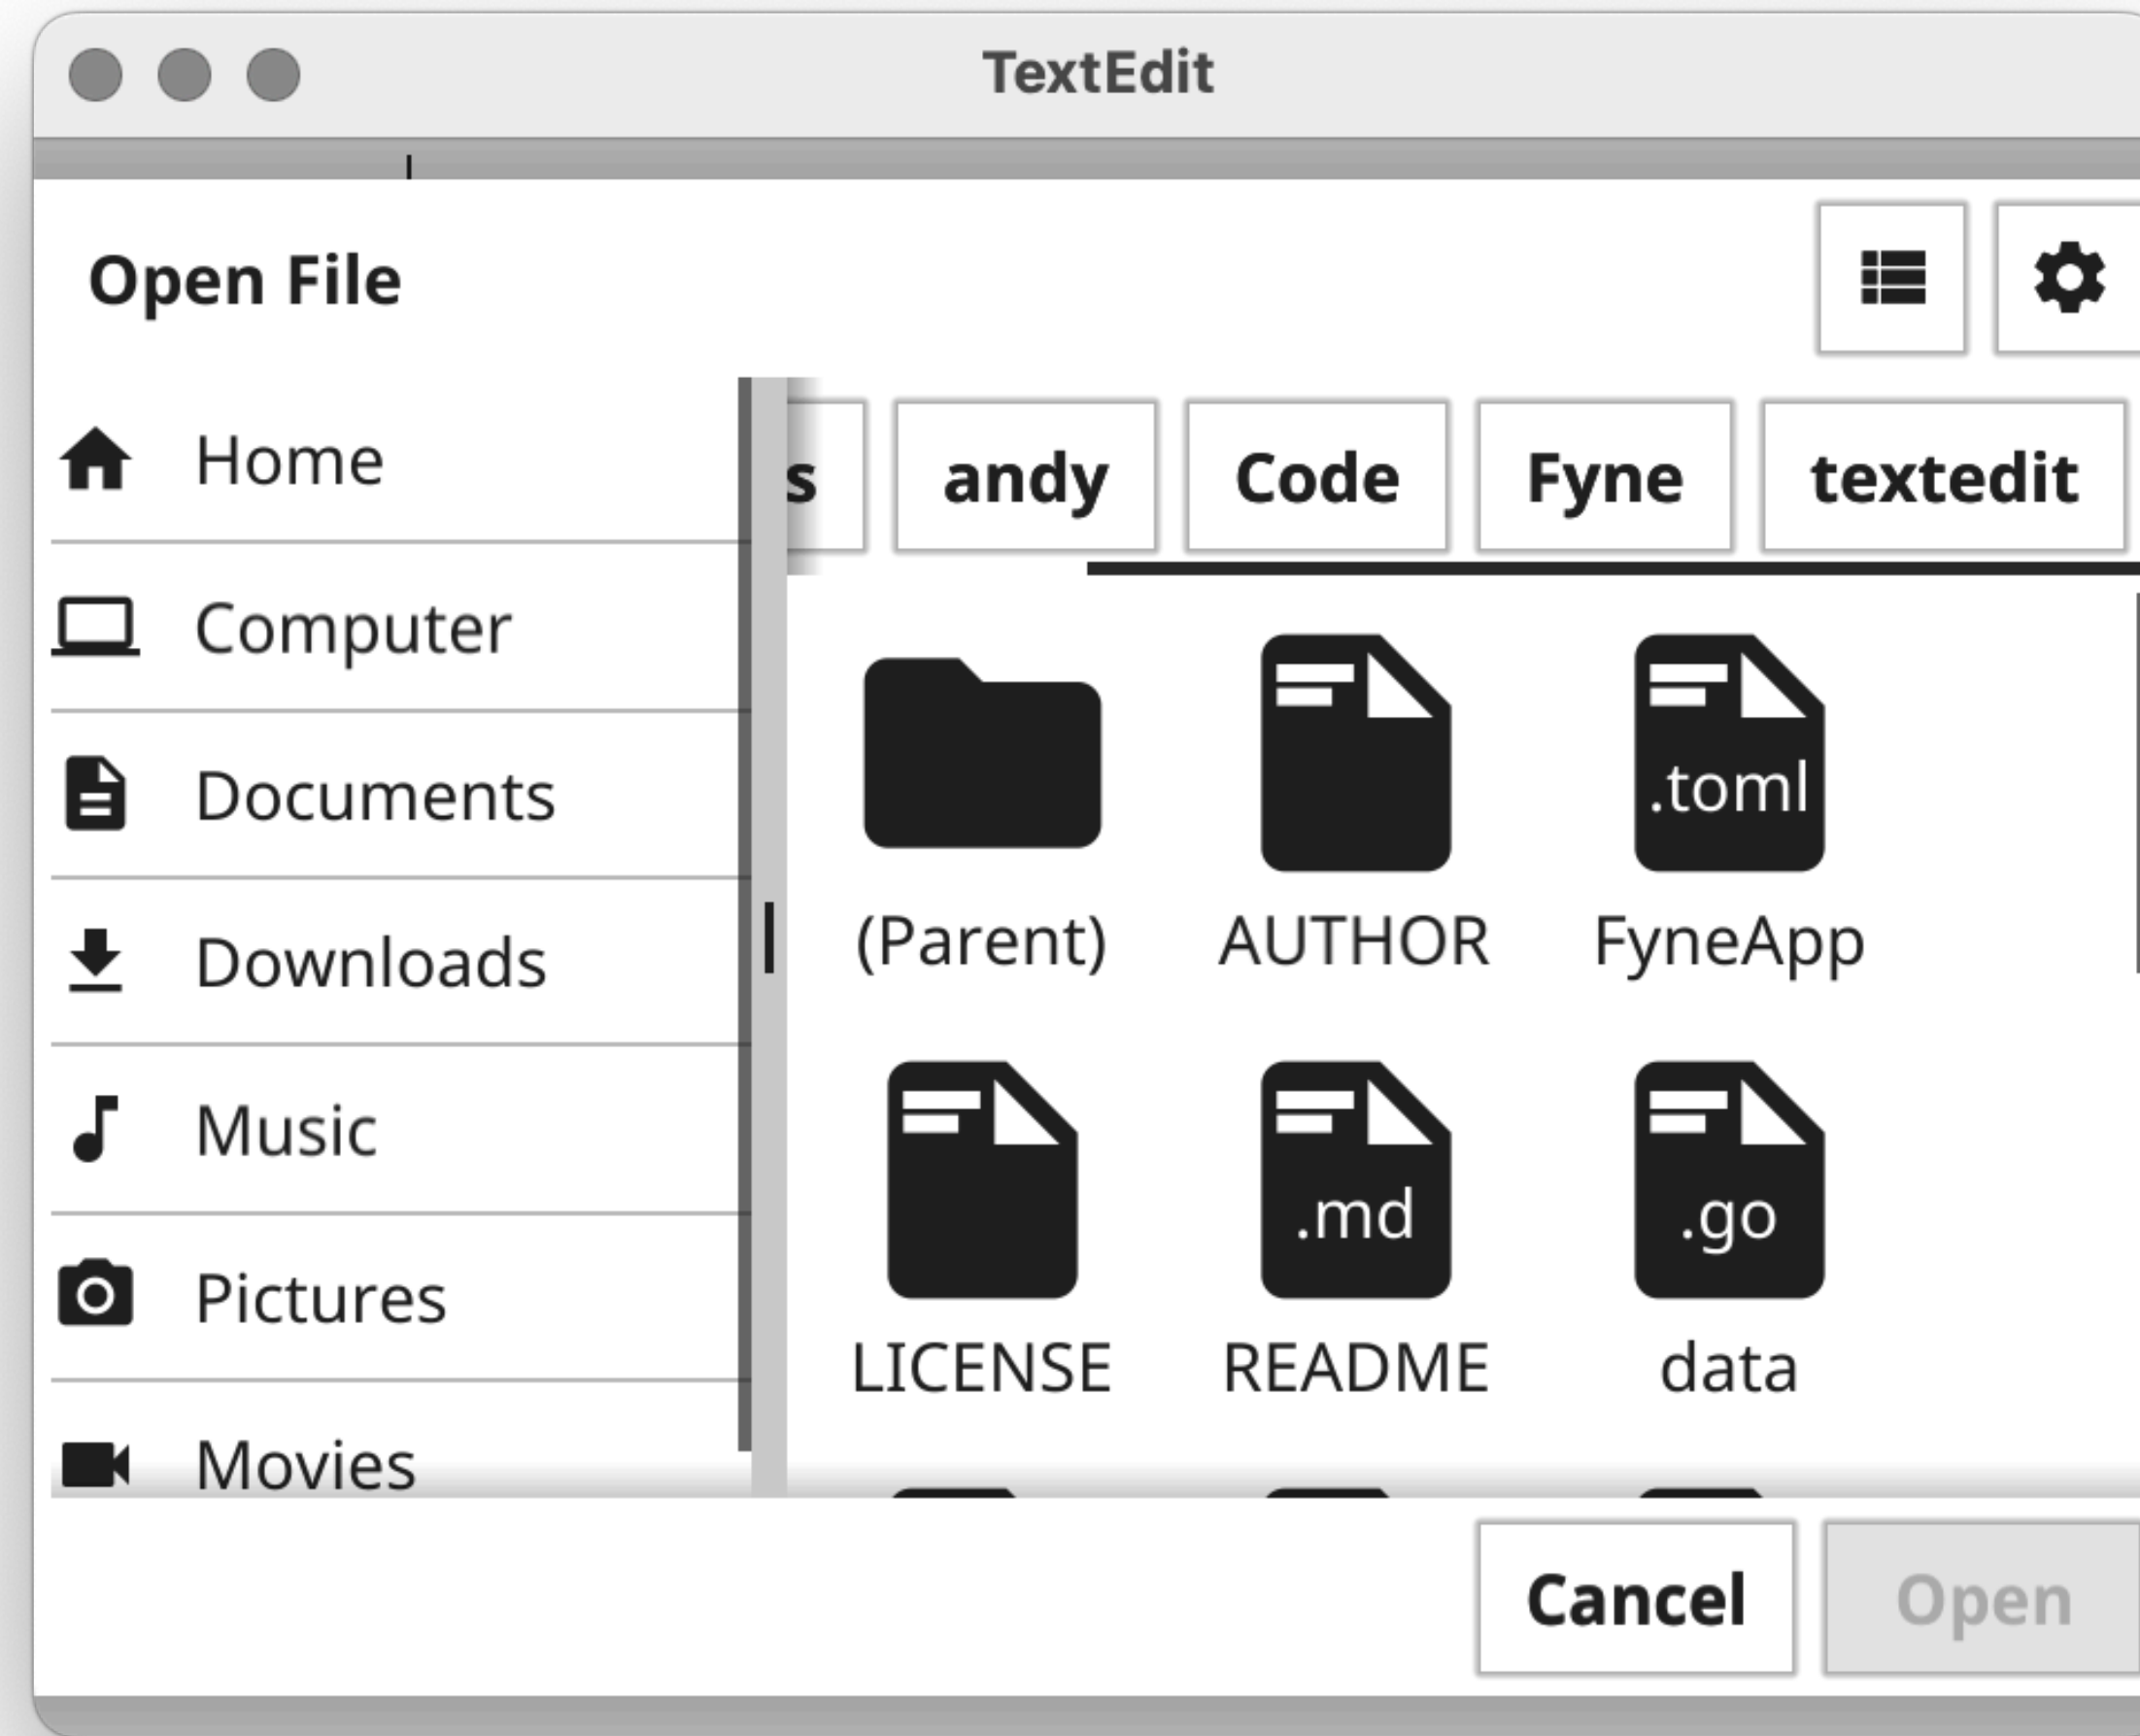 TextEdit
Open File
Home
Computer
Documents
Downloads
Music
Pictures
Movies
s andy Code Fyne textedit
.toml
(Parent) AUTHOR FyneApp
.md .go
LICENSE README data
Cancel Open